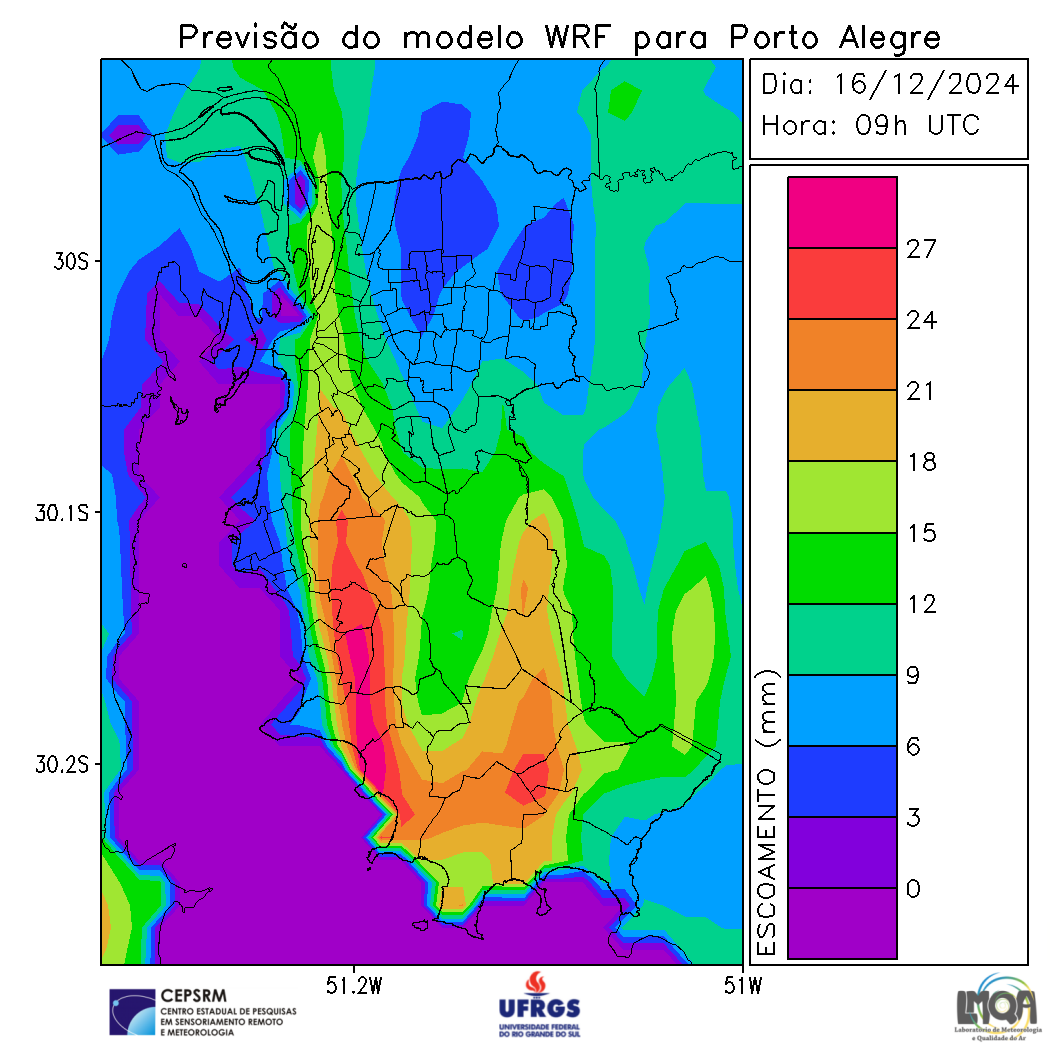 Previsão do modelo WRF para Porto Alegre
Dia: 16/12/2024
Hora: 09h UTC
30S
30.1S
30.2S
51.2W
51W
ESCOAMENTO (mm)
27
24
21
18
15
12
9
6
3
0
CEPSRM
CENTRO ESTADUAL DE PESQUISAS
EM SENSORIAMENTO REMOTO
E METEOROLOGIA
UFRGS
UNIVERSIDADE FEDERAL
DO RIO GRANDE DO SUL
LMQA
Laboratório de Meteorologia
e Qualidade do Ar